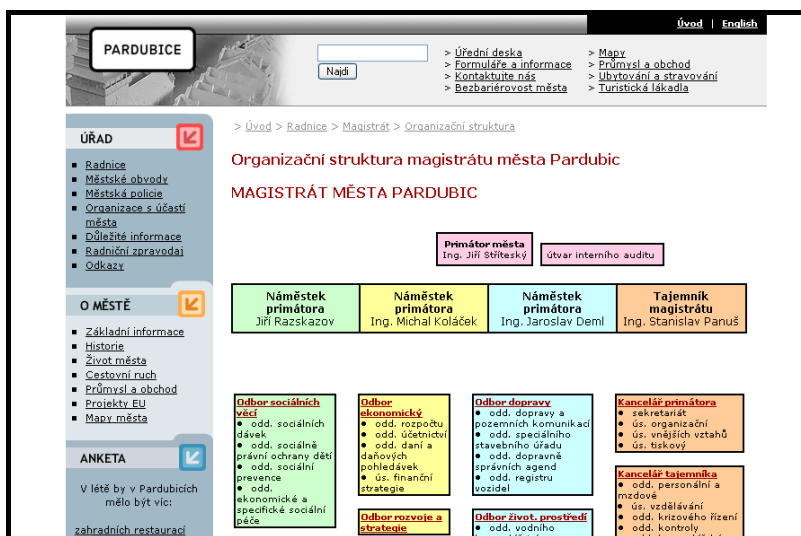 Úvod | English
PARDUBICE
Najdi
> Úřední deska
> Formuláře a informace
> Kontaktujte nás
> Bezbariérovost města
> Mapy
> Průmysl a obchod
> Ubytování a stravování
> Turistická lákadla
ÚŘAD
Radnice
Městské obvody
Městská policie
Organizace s účastí
města
Důležité informace
Radniční zpravodaj
Odkazy
O MĚSTĚ
Základní informace
Historie
Život města
Cestovní ruch
Průmysl a obchod
Projekty EU
Mapy města
ANKETA
V létě by v Pardubicích
mělo být víc:
zahradních restaurací
> Úvod > Radnice > Magistrát > Organizační struktura
Organizační struktura magistrátu města Pardubic
MAGISTRÁT MĚSTA PARDUBIC
Primátor města
Ing. Jiří Stříteský
útvar interního auditu
Náměstek
primátora
Jiří Razskazov
Náměstek
primátora
Ing. Michal Koláček
Náměstek
primátora
Ing. Jaroslav Deml
Tajemník
magistrátu
Ing. Stanislav Panuš
Odbor sociálních
věcí
● odd. sociálních
dávek
● odd. sociálně
právní ochrany dětí
● odd. sociální
prevence
● odd.
ekonomické a
specifické sociální
péče
Odbor
ekonomický
● odd. rozpočtu
● odd. účetnictví
● odd. daní a
daňových
pohledávek
● ús. finanční
strategie
Odbor rozvoje a
strategie
Odbor dopravy
● odd. dopravy a
pozemních komunikací
● odd. speciálního
stavebního úřadu
● odd. dopravně
správních agend
● odd. registru
vozidel
Odbor život. prostředí
● odd. vodního
Kancelář primátora
● sekretariát
● ús. organizační
● ús. vnějších vztahů
● ús. tiskový
Kancelář tajemníka
● odd. personální a
mzdové
● ús. vzdělávání
● odd. krizového řízení
● odd. kontroly